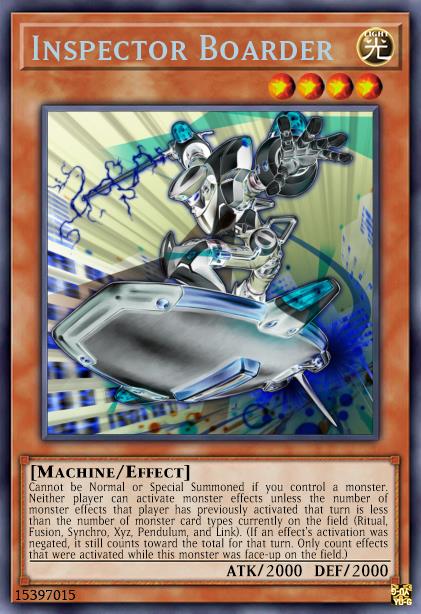 INSPECTOR BOARDER
LIGHT
光
[MACHINE/EFFECT]
Cannot be Normal or Special Summoned if you control a monster.
Neither player can activate monster effects unless the number of
monster effects that player has previously activated that turn is less
than the number of monster card types currently on the field (Ritual,
Fusion, Synchro, Xyz, Pendulum, and Link). (If an effect's activation was
negated, it still counts toward the total for that turn. Only count effects
that were activated while this monster was face-up on the field.)
ATK/2000 DEF/2000
15397015